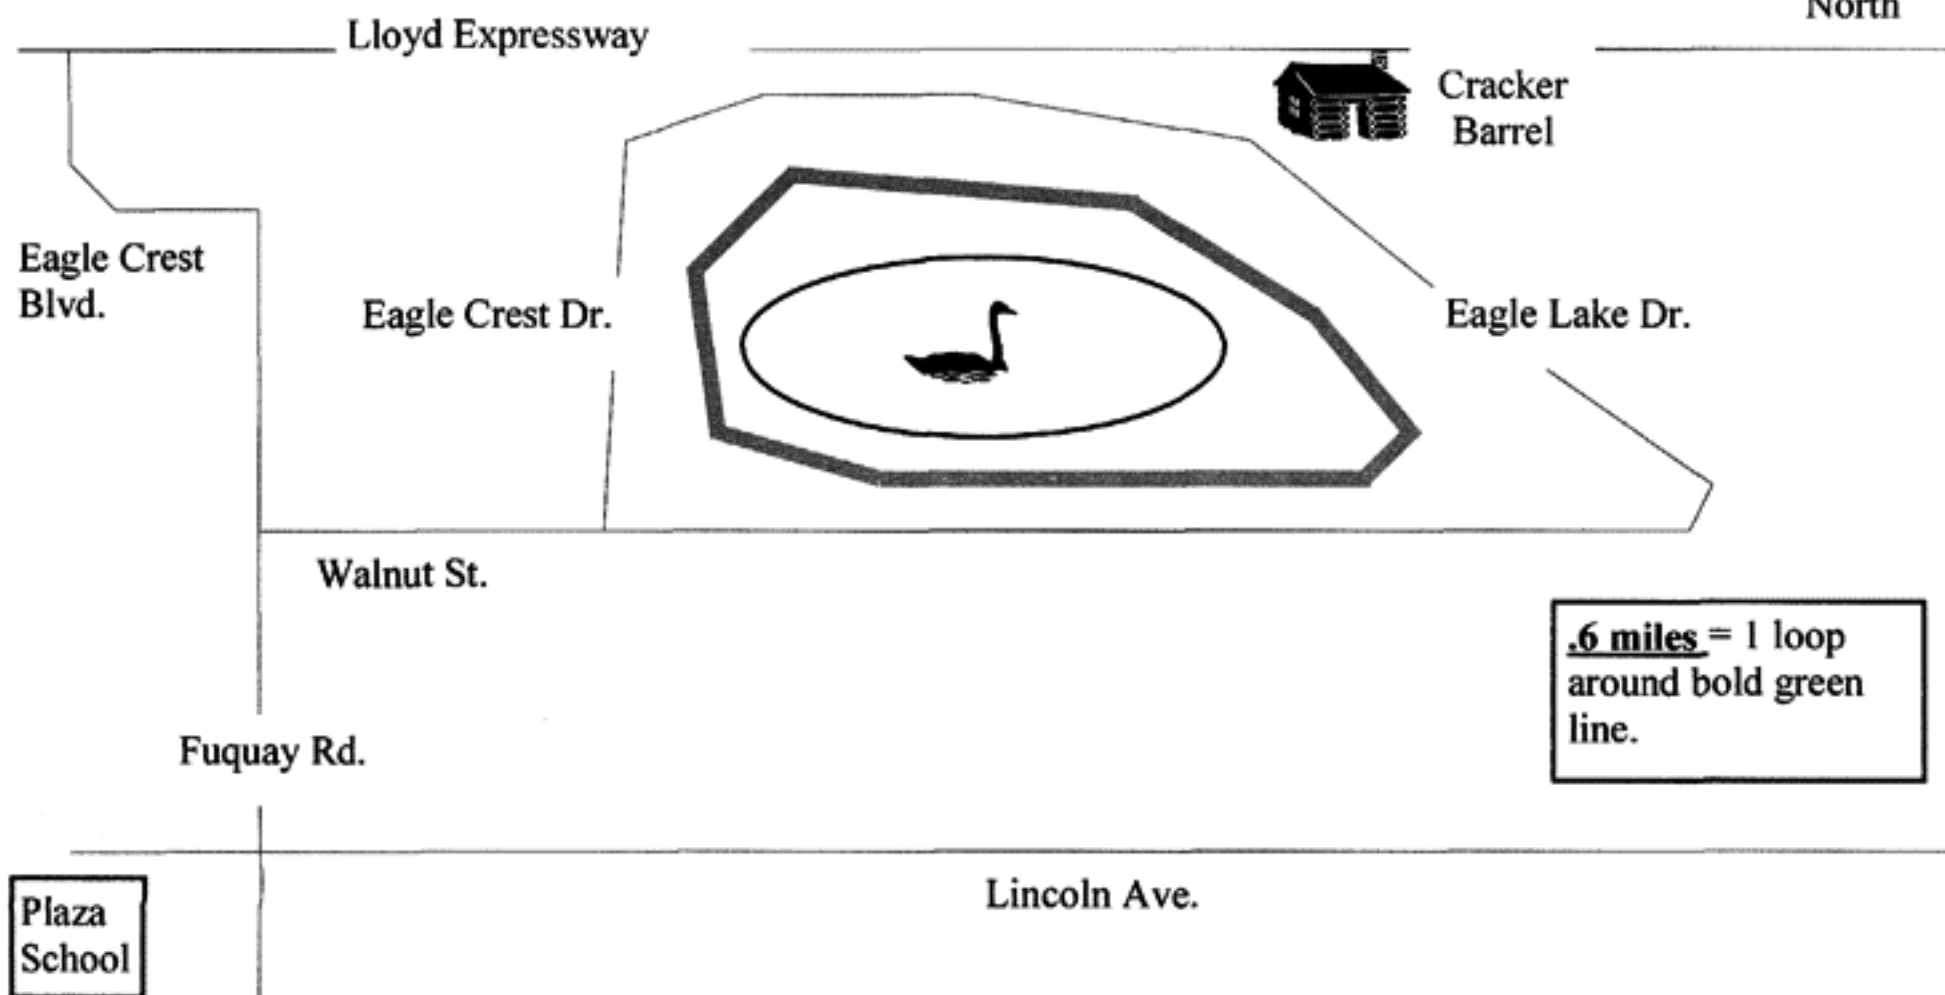 North
Lloyd Expressway
Cracker
Barrel
Eagle Crest
Blvd.
Eagle Crest Dr.
Eagle Lake Dr.
Walnut St.
.6 miles = 1 loop
around bold green
line.
Fuquay Rd.
Lincoln Ave.
Plaza
School